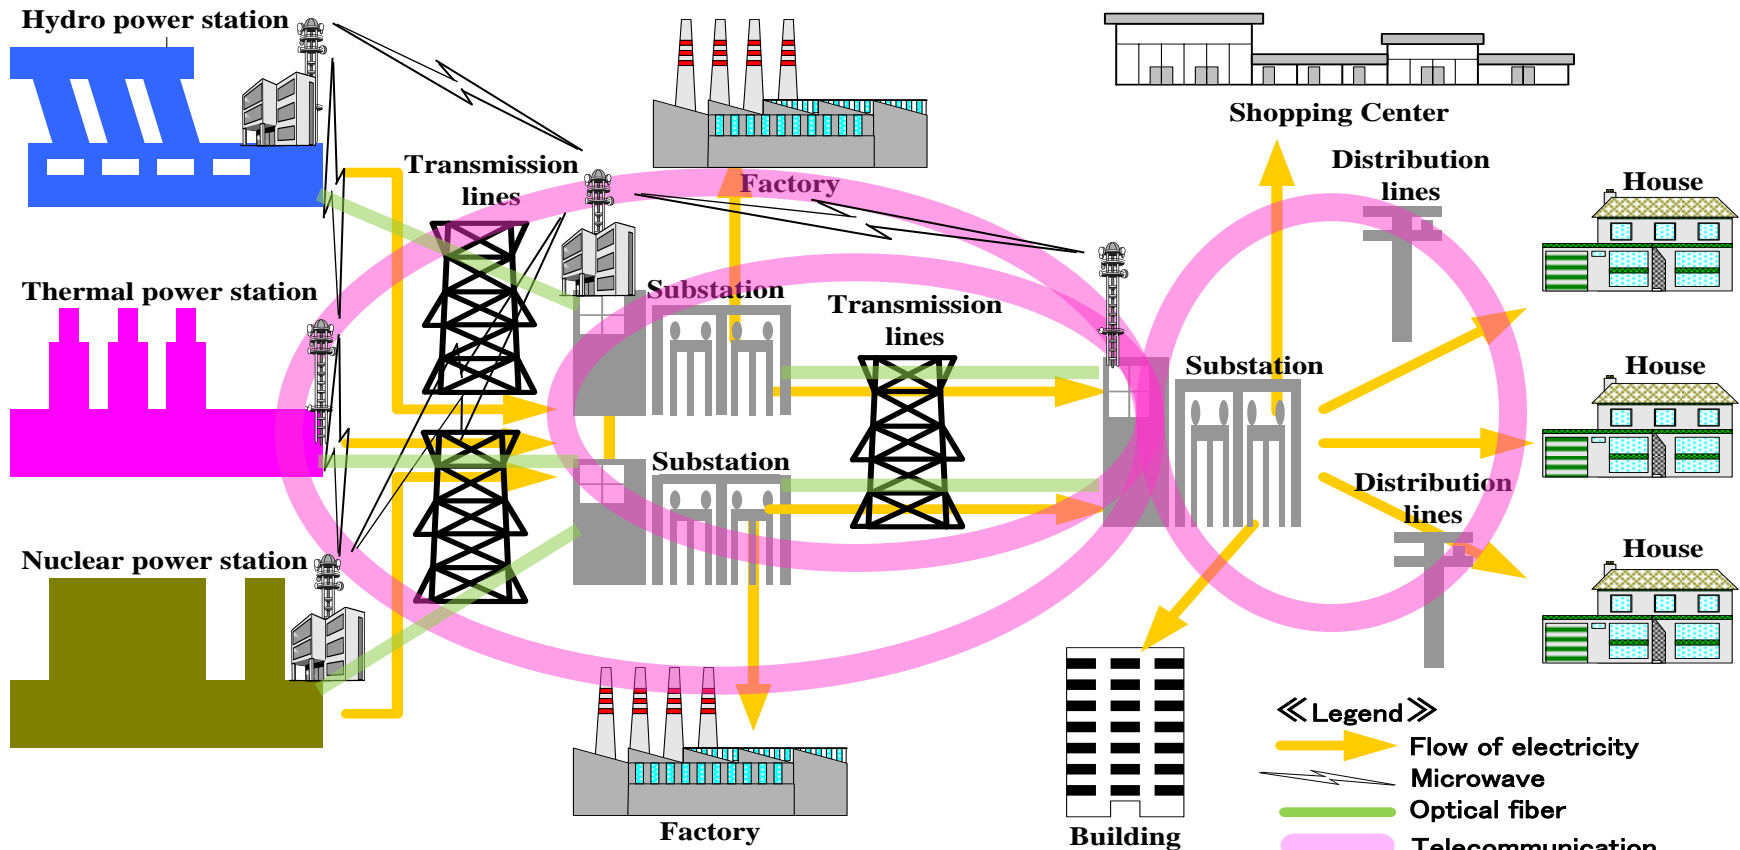 Hydro power station
Transmission
lines
Factory
Shopping Center
Distribution
lines
House
Thermal power station
Substation
Transmission
lines
Substation
House
Substation
Distribution
lines
Nuclear power station
House
Factory
Building
≪Legend≫
Flow of electricity
Microwave
Optical fiber
Telecommunication